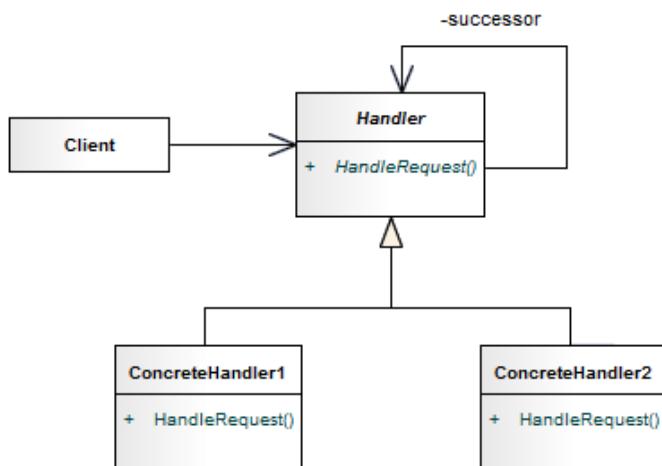 -successor
Handler
Client
+ HandleRequest()
ConcreteHandler1
ConcreteHandler2
+ HandleRequest()
+ HandleRequest()